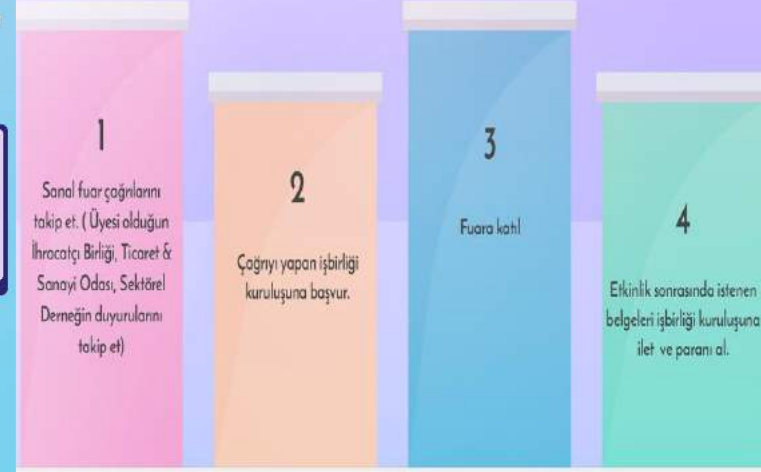 1
Sanal fuar çağrılarını
takip et. ( Üyesi olduğun
İhracatçı Birliği, Ticaret &
Sanayi Odası, Sektörel
Derneğin duyurularını
takip et)
2
Çağrıyı yapan işbirliği
kuruluşuna başvur.
3
Fuara katıl
4
Etkinlik sonrasında istenen
belgeleri işbirliği kuruluşuna
ilet ve paranı al.